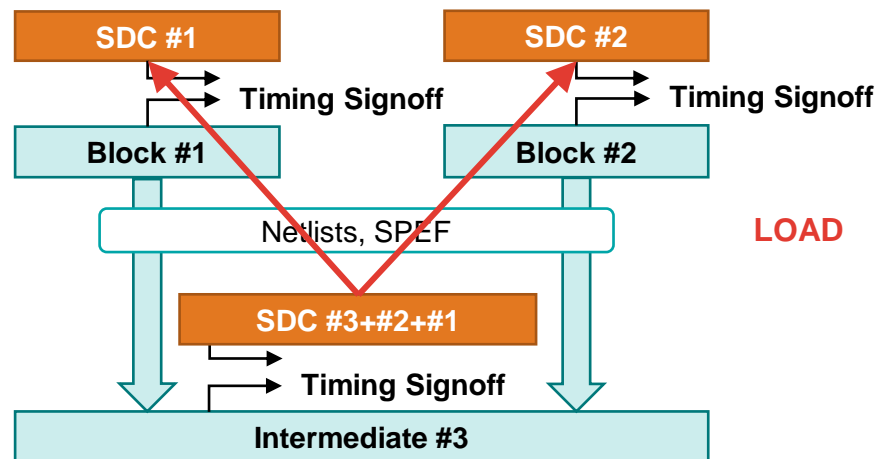 SDC #1
SDC #2
Timing Signoff
Timing Signoff
Block #1
Block #2
Netlists, SPEF
LOAD
SDC #3+#2+#1
Timing Signoff
Intermediate #3